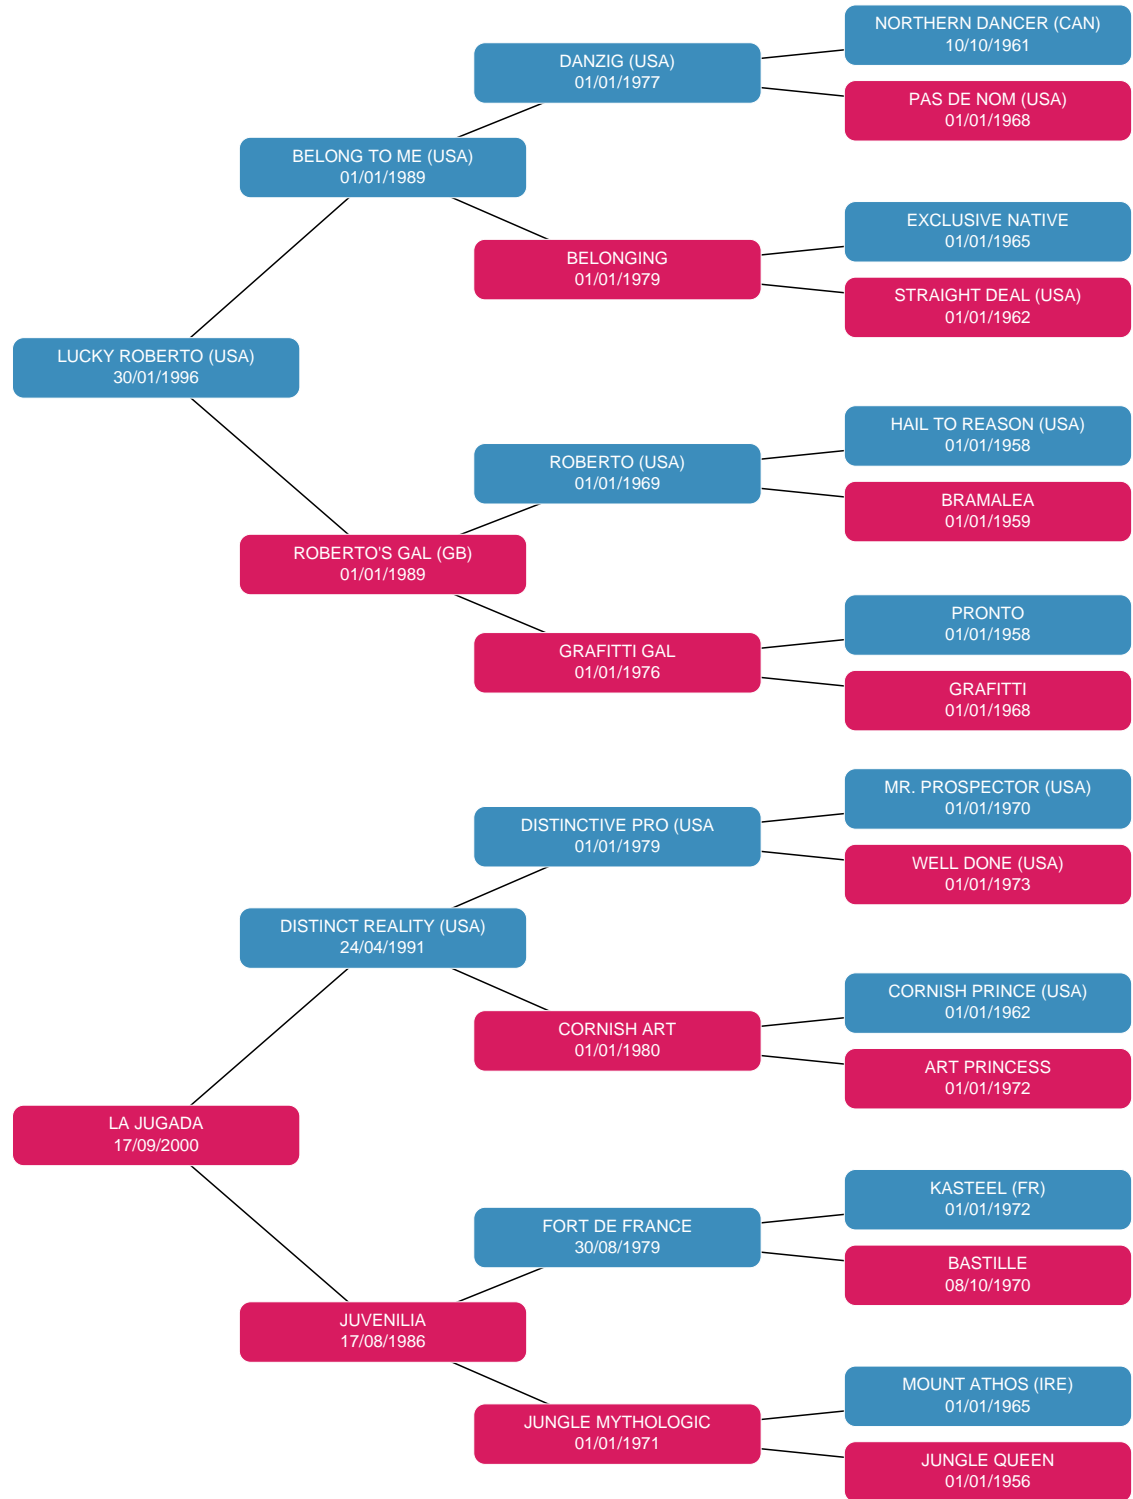 NORTHERN DANCER (CAN)
10/10/1961
DANZIG (USA)
01/01/1977
PAS DE NOM (USA)
01/01/1968
BELONG TO ME (USA)
01/01/1989
EXCLUSIVE NATIVE
01/01/1965
BELONGING
01/01/1979
STRAIGHT DEAL (USA)
01/01/1962
LUCKY ROBERTO (USA)
30/01/1996
HAIL TO REASON (USA)
01/01/1958
ROBERTO (USA)
01/01/1969
BRAMALEA
01/01/1959
ROBERTO'S GAL (GB)
01/01/1989
PRONTO
01/01/1958
GRAFITTI GAL
01/01/1976
GRAFITTI
01/01/1968
MR. PROSPECTOR (USA)
01/01/1970
DISTINCTIVE PRO (USA
01/01/1979
WELL DONE (USA)
01/01/1973
DISTINCT REALITY (USA)
24/04/1991
CORNISH PRINCE (USA)
01/01/1962
CORNISH ART
01/01/1980
ART PRINCESS
01/01/1972
LA JUGADA
17/09/2000
KASTEEL (FR)
01/01/1972
FORT DE FRANCE
30/08/1979
BASTILLE
08/10/1970
JUVENILIA
17/08/1986
MOUNT ATHOS (IRE)
01/01/1965
JUNGLE MYTHOLOGIC
01/01/1971
JUNGLE QUEEN
01/01/1956